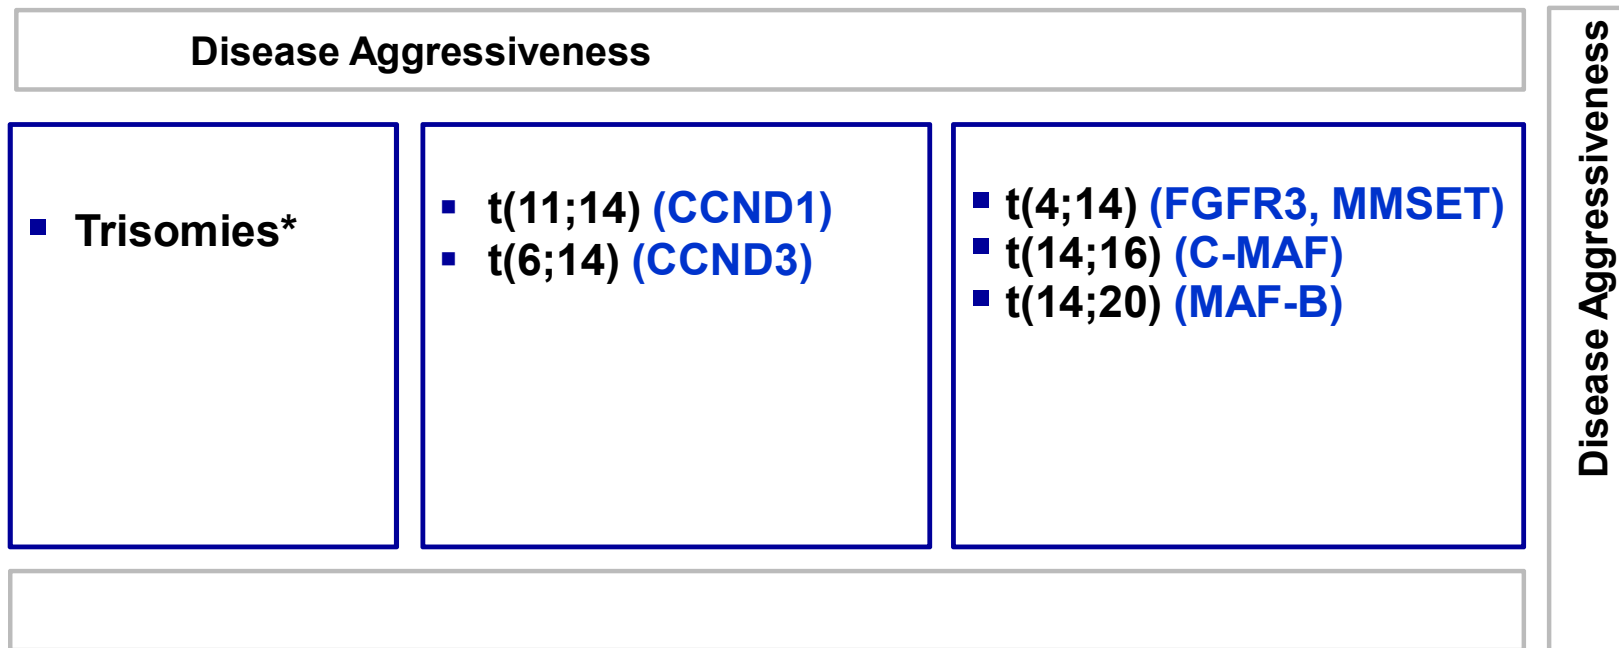 Disease Aggressiveness
Trisomies*
t(11;14) (CCND1)
t(6;14) (CCND3)
t(4;14) (FGFR3, MMSET)
t(14;16) (C-MAF)
t(14;20) (MAF-B)
Disease Aggressiveness